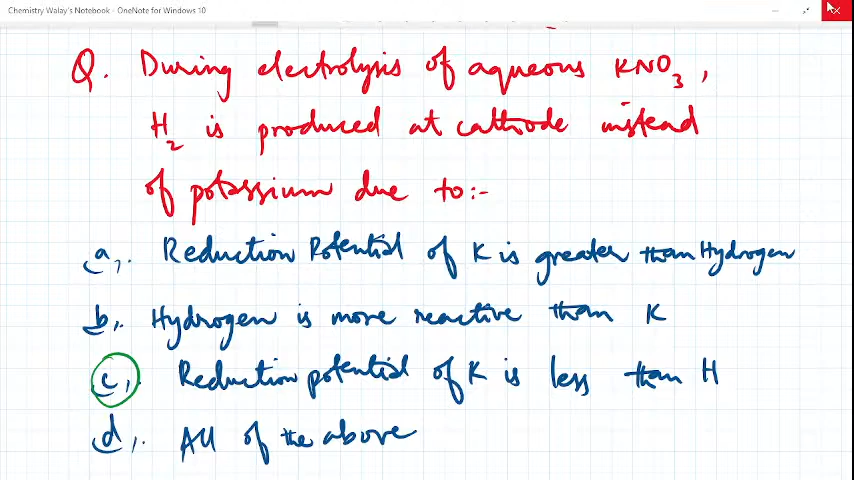 Chemistry Walay's Notebook - OneNote for Windows 10
Q. During electrolysis of aqueous KNO3,
H2 is produced at cathode instead
of potassium due to:-
a,. Reduction Potential of K is greater than Hydrogen
b,. Hydrogen is more reactive than K
c,. Reduction potential of K is less than H
d,. All of the above